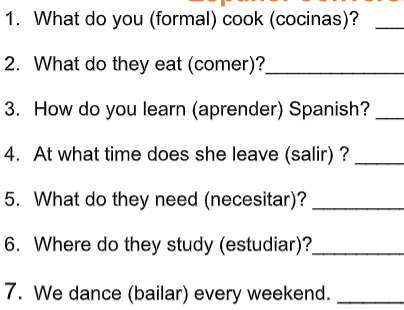 1. What do you (formal) cook (cocinas)? ___
2. What do they eat (comer)?______________
3. How do you learn (aprender) Spanish? ___
4. At what time does she leave (salir) ? _____
5. What do they need (necesitar)? _________
6. Where do they study (estudiar)?_________
7. We dance (bailar) every weekend. _______